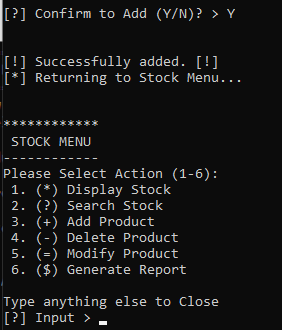 [?] Confirm to Add (Y/N)? > Y
[!] Successfully added. [!]
[*] Returning to Stock Menu...
************
STOCK MENU
------------
Please Select Action (1-6):
1. (*) Display Stock
2. (?) Search Stock
3. (+) Add Product
4. (-) Delete Product
5. (=) Modify Product
6. ($) Generate Report
Type anything else to Close
[?] Input > _